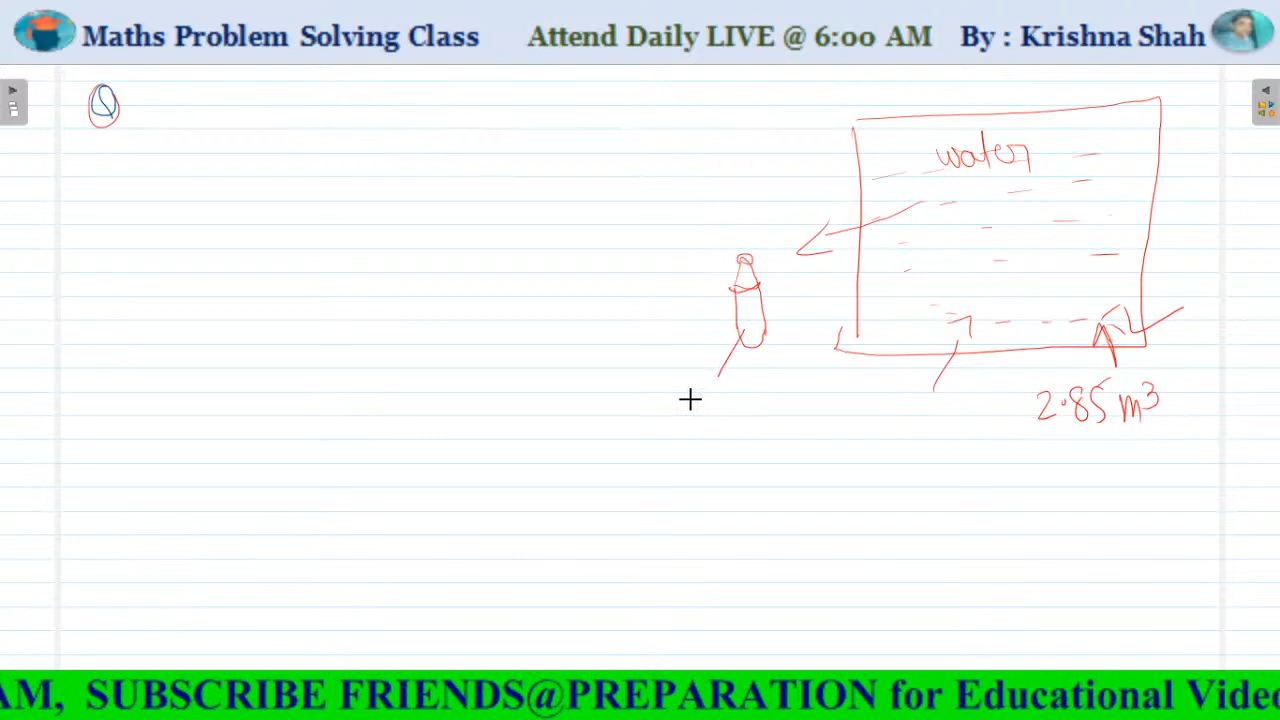 Maths Problem Solving Class Attend Daily LIVE @ 6:00 AM By : Krishna Shah
Q
water
2.85 m³
AM, SUBSCRIBE FRIENDS@PREPARATION for Educational Vide